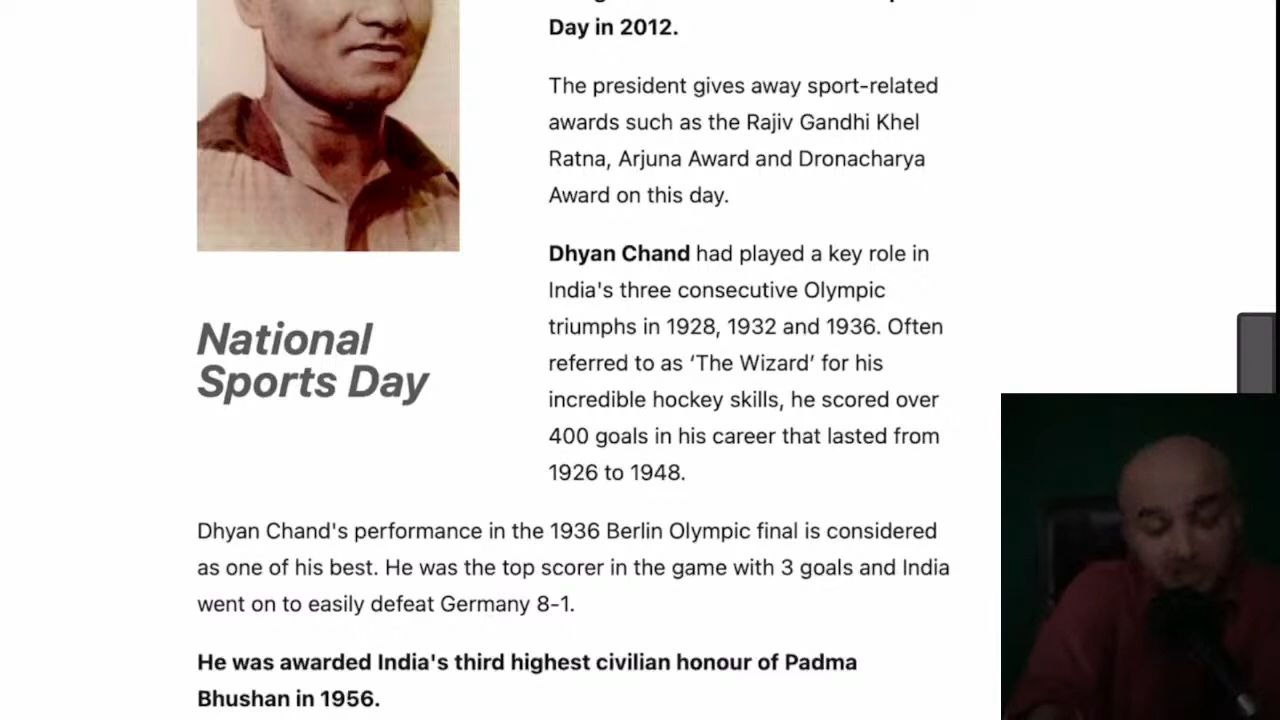 Day in 2012.
The president gives away sport-related
awards such as the Rajiv Gandhi Khel
Ratna, Arjuna Award and Dronacharya
Award on this day.
Dhyan Chand had played a key role in
India's three consecutive Olympic
triumphs in 1928, 1932 and 1936. Often
referred to as ‘The Wizard’ for his
incredible hockey skills, he scored over
400 goals in his career that lasted from
1926 to 1948.
National
Sports Day
Dhyan Chand's performance in the 1936 Berlin Olympic final is considered
as one of his best. He was the top scorer in the game with 3 goals and India
went on to easily defeat Germany 8-1.
He was awarded India's third highest civilian honour of Padma
Bhushan in 1956.